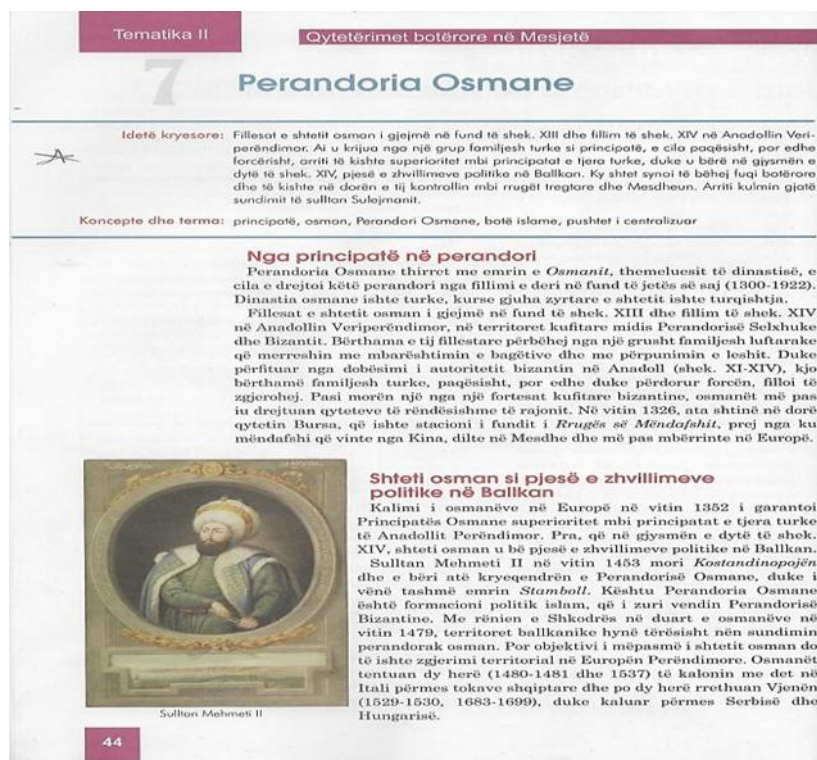 Tematika II
Qytetërimet botërore në Mesjetë
7
Perandoria Osmane
Idetë kryesore: Fillesat e shtetit osman i gjejmë në fund të shek. XIII dhe fillim të shek. XIV në Anadollin Veri-
perëndimor. Ai u krijua nga një grup familjesh turke si principatë, e cila paqësisht, por edhe
forcërisht, arriti të kishte superioritet mbi principatat e tjera turke, duke u bërë në gjysmën e
dytë të shek. XIV, pjesë e zhvillimeve politike në Ballkan. Ky shtet synoi të bëhej fuqi botërore
dhe të kishte në dorën e tij kontrollin mbi rrugët tregtare dhe Mesdheun. Arriti kulmin gjatë
sundimit të sulltan Sulejmanit.
Koncepte dhe terma: principatë, osman, Perandori Osmane, botë islame, pushtet i centralizuar
Nga principatë në perandori
Perandoria Osmane thirret me emrin e Osmanit, themeluesit të dinastisë, e
cila e drejtoi këtë perandori nga fillimi e deri në fund të jetës së saj (1300-1922).
Dinastia osmane ishte turke, kurse gjuha zyrtare e shtetit ishte turqishtja.
Fillesat e shtetit osman i gjejmë në fund të shek. XIII dhe fillim të shek. XIV
në Anadollin Veriperëndimor, në territoret kufitare midis Perandorisë Selxhuke
dhe Bizantit. Bërthama e tij fillestare përbëhej nga një grusht familjesh luftarake
që merreshin me mbarështimin e bagëtive dhe me përpunimin e leshit. Duke
përfituar nga dobësimi i autoritetit bizantin në Anadoll (shek. XI-XIV), kjo
bërthamë familjesh turke, paqësisht, por edhe duke përdorur forcën, filloi të
zgjerohej. Pasi morën një nga një fortesat kufitare bizantine, osmanët më pas
iu drejtuan qyteteve të rëndësishme të rajonit. Në vitin 1326, ata shtinë në dorë
qytetin Bursa, që ishte stacioni i fundit i Rrugës së Mëndafshit, prej nga ku
mëndafshi që vinte nga Kina, dilte në Mesdhe dhe më pas mbërrinte në Europë.
Shteti osman si pjesë e zhvillimeve
politike në Ballkan
Kalimi i osmanëve në Europë në vitin 1352 i garantoi
Principatës Osmane superioritet mbi principatat e tjera turke
të Anadollit Perëndimor. Pra, që në gjysmën e dytë të shek.
XIV, shteti osman u bë pjesë e zhvillimeve politike në Ballkan.
Sulltan Mehmeti II në vitin 1453 mori Kostandinopojën
dhe e bëri atë kryeqendrën e Perandorisë Osmane, duke i
vënë tashmë emrin Stamboll. Kështu Perandoria Osmane
është formacioni politik islam, që i zuri vendin Perandorisë
Bizantine. Me rënien e Shkodrës në duart e osmanëve në
vitin 1479, territoret ballkanike hynë tërësisht nën sundimin
perandorak osman. Por objektivi i mëpasmë i shtetit osman do
të ishte zgjerimi territorial në Europën Perëndimore. Osmanët
tentuan dy herë (1480-1481 dhe 1537) të kalonin me det në
Itali përmes tokave shqiptare dhe po dy herë rrethuan Vjenën
(1529-1530, 1683-1699), duke kaluar përmes Serbisë dhe
Hungarisë.
Sulltan Mehmeti II
44